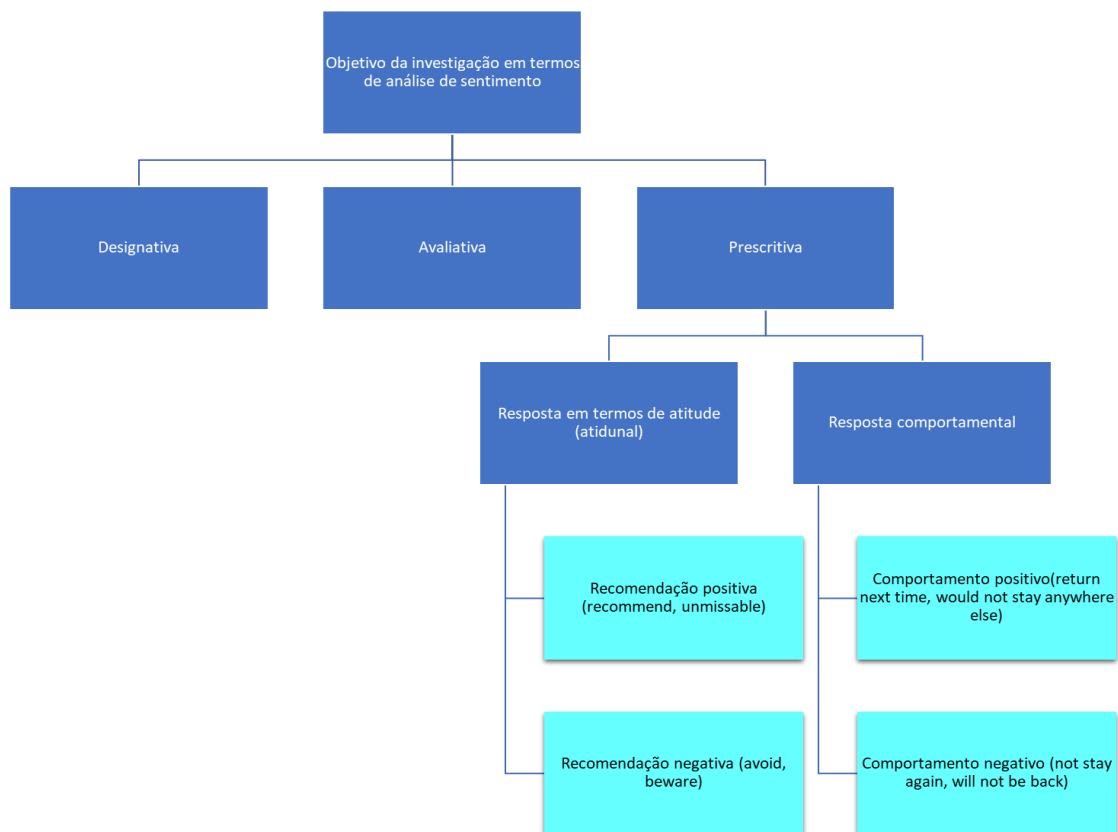 Objetivo da investigação em termos
de análise de sentimento
Designativa
Avaliativa
Prescritiva
Resposta em termos de atitude
(atidunal)
Resposta comportamental
Recomendação positiva
(recommend, unmissable)
Comportamento positivo(return
next time, would not stay anywhere
else)
Recomendação negativa (avoid,
beware)
Comportamento negativo (not stay
again, will not be back)